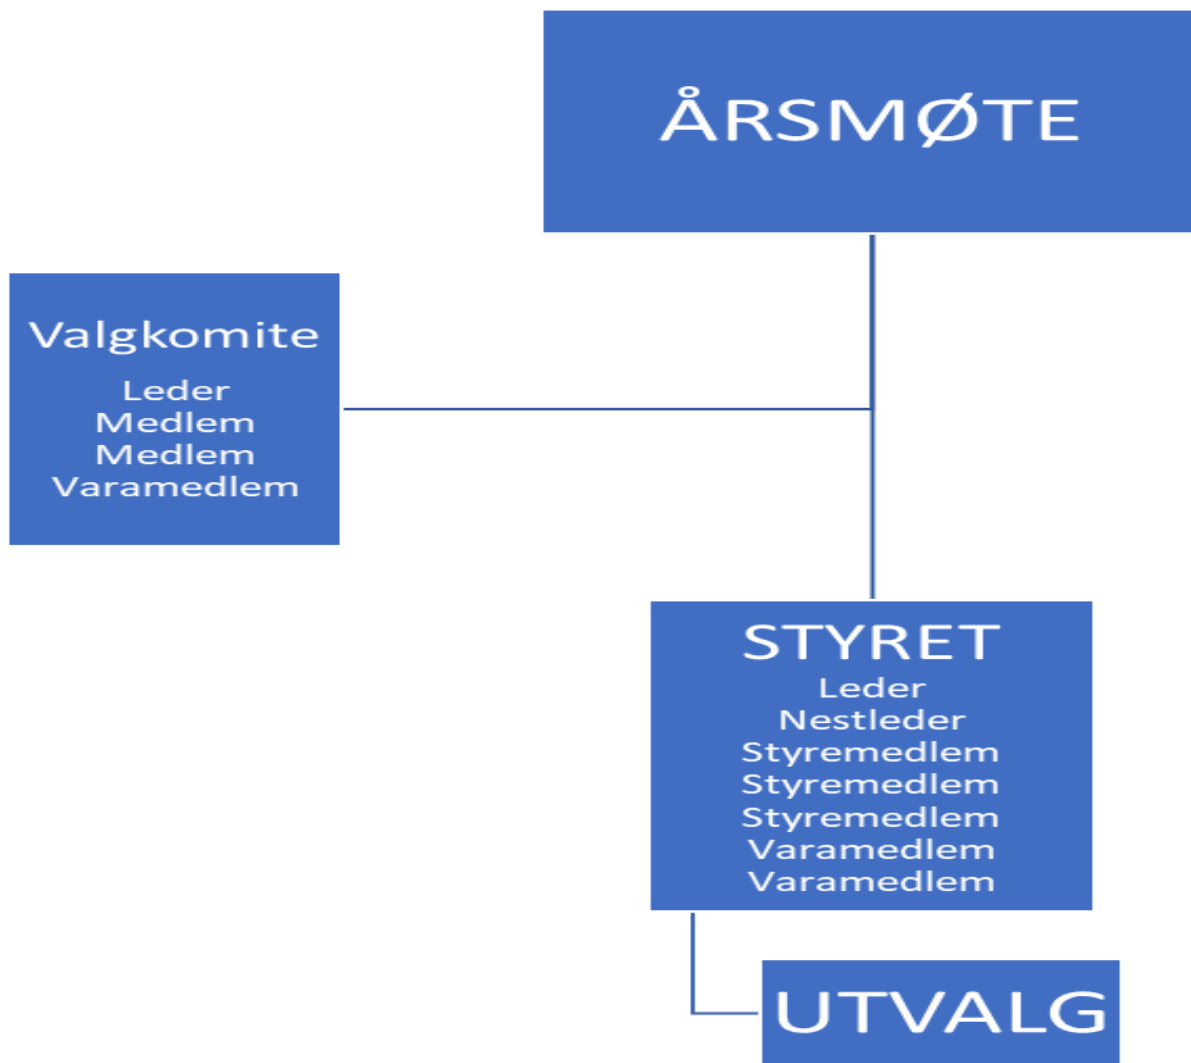 ÅRSMØTE
Valgkomite
Leder
Medlem
Medlem
Varamedlem
STYRET
Leder
Nestleder
Styremedlem
Styremedlem
Styremedlem
Varamedlem
Varamedlem
UTVALG